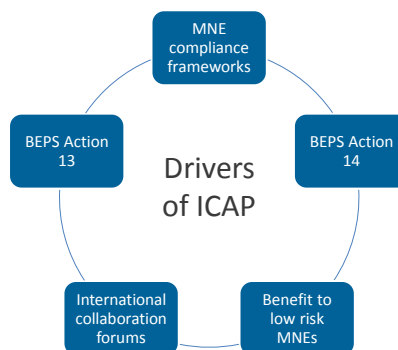 MNE
compliance
frameworks
BEPS Action
13
BEPS Action
14
Drivers
of ICAP
International
collaboration
forums
Benefit to
low risk
MNEs